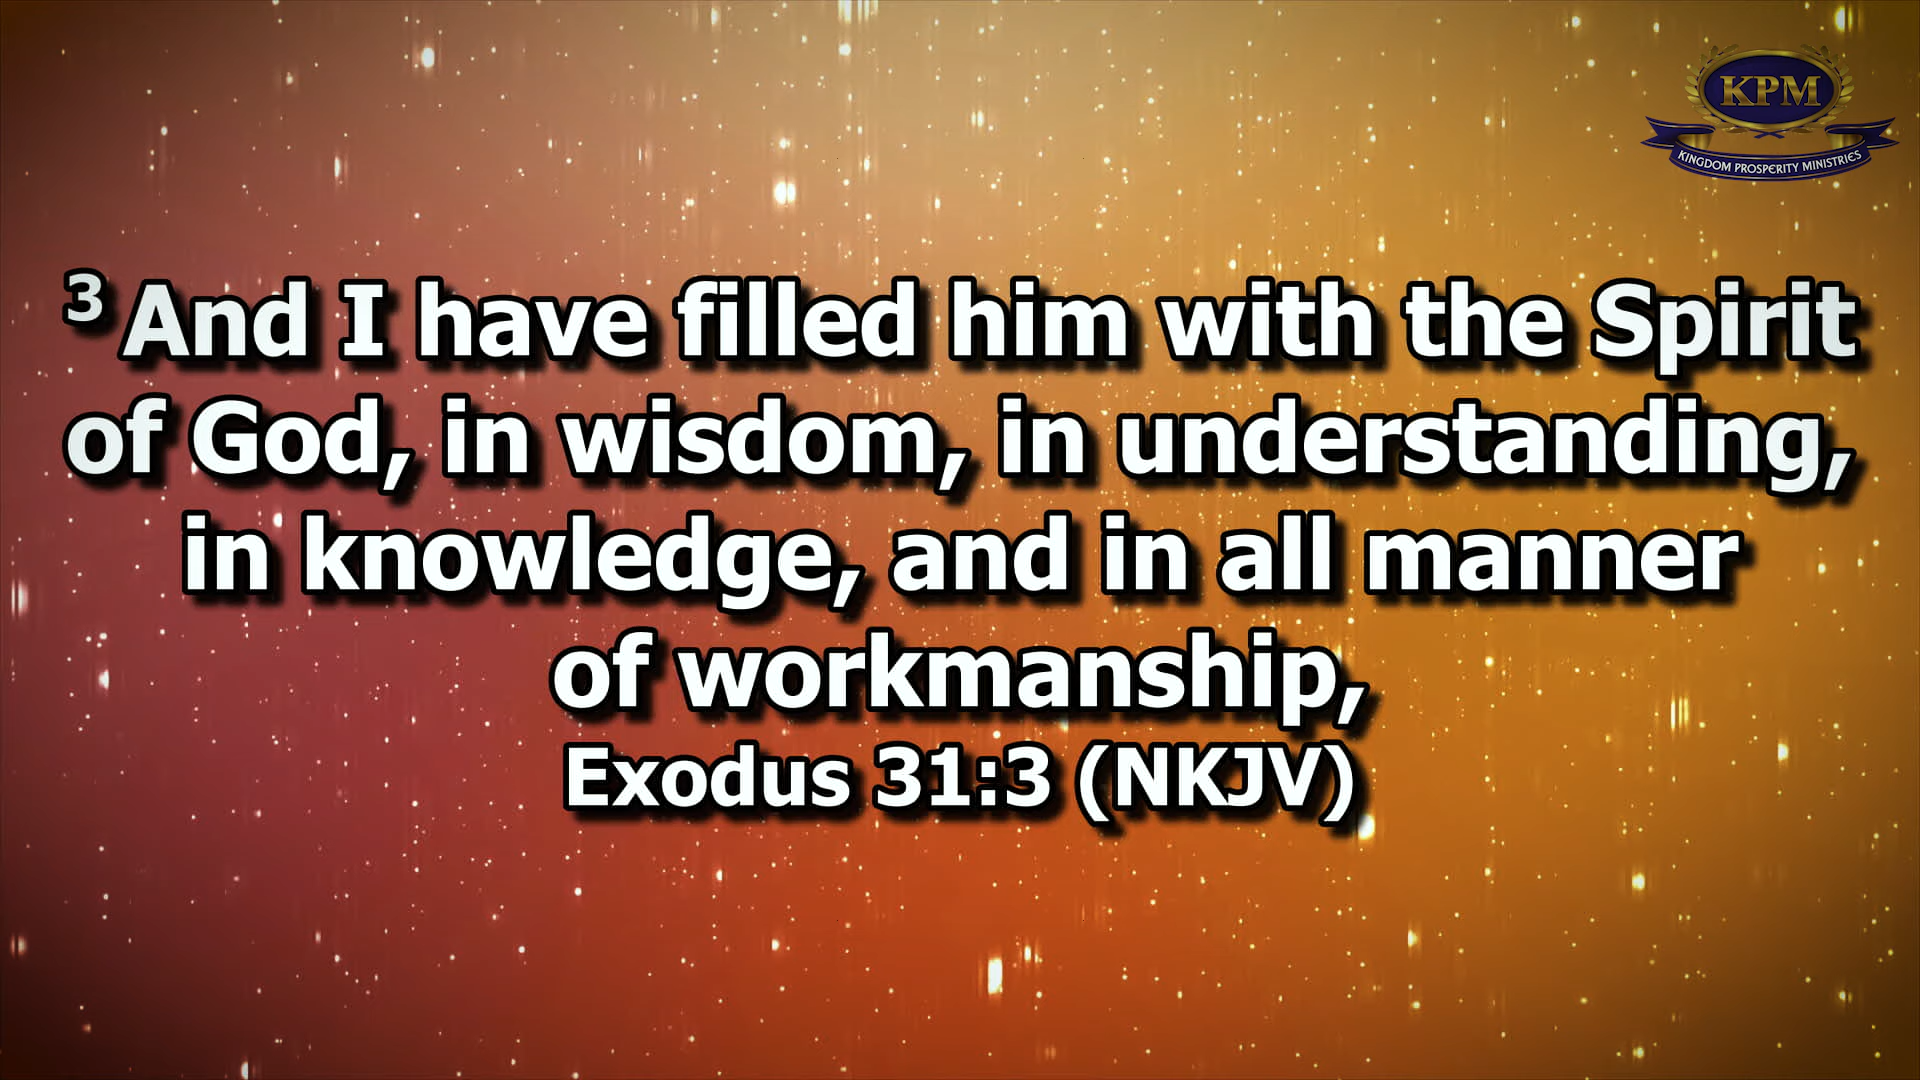 KPM
KINGDOM PROSPERITY MINISTRIES
3 And I have filled him with the Spirit
of God, in wisdom, in understanding,
in knowledge, and in all manner
of workmanship,
Exodus 31:3 (NKJV)